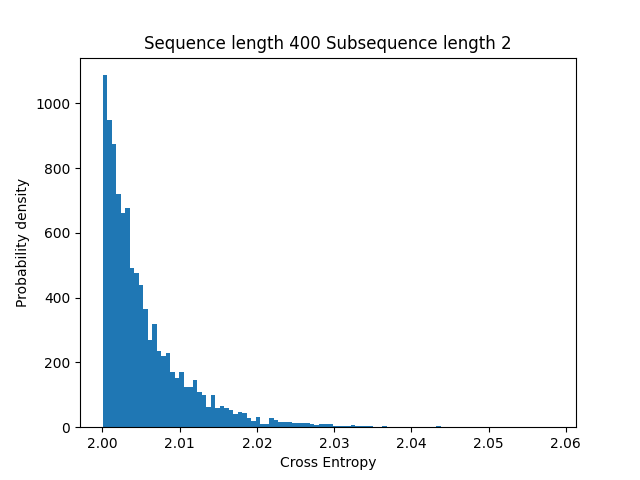 Sequence length 400 Subsequence length 2
Probability density
1000
800
600
400
200
0
2.00 2.01 2.02 2.03 2.04 2.05 2.06
Cross Entropy